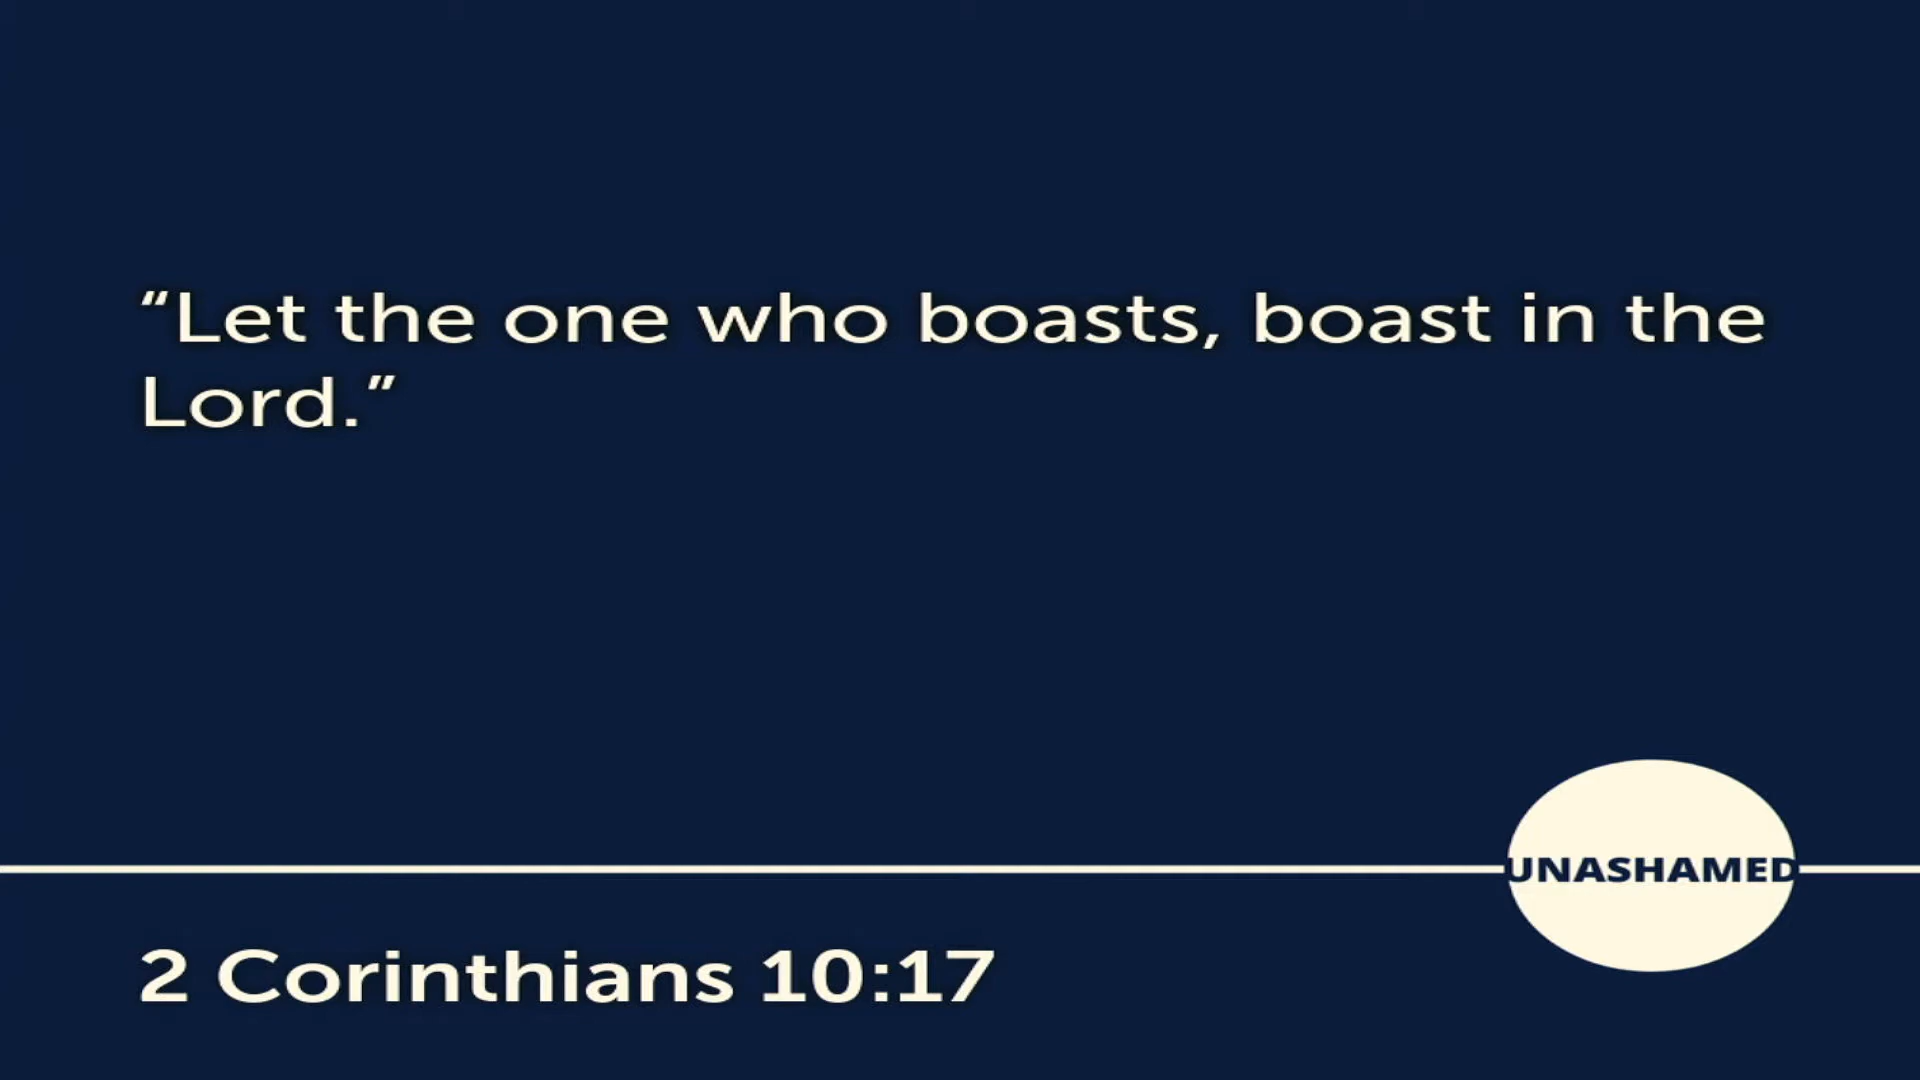 “Let the one who boasts, boast in the
Lord.”
UNASHAMED
2 Corinthians 10:17